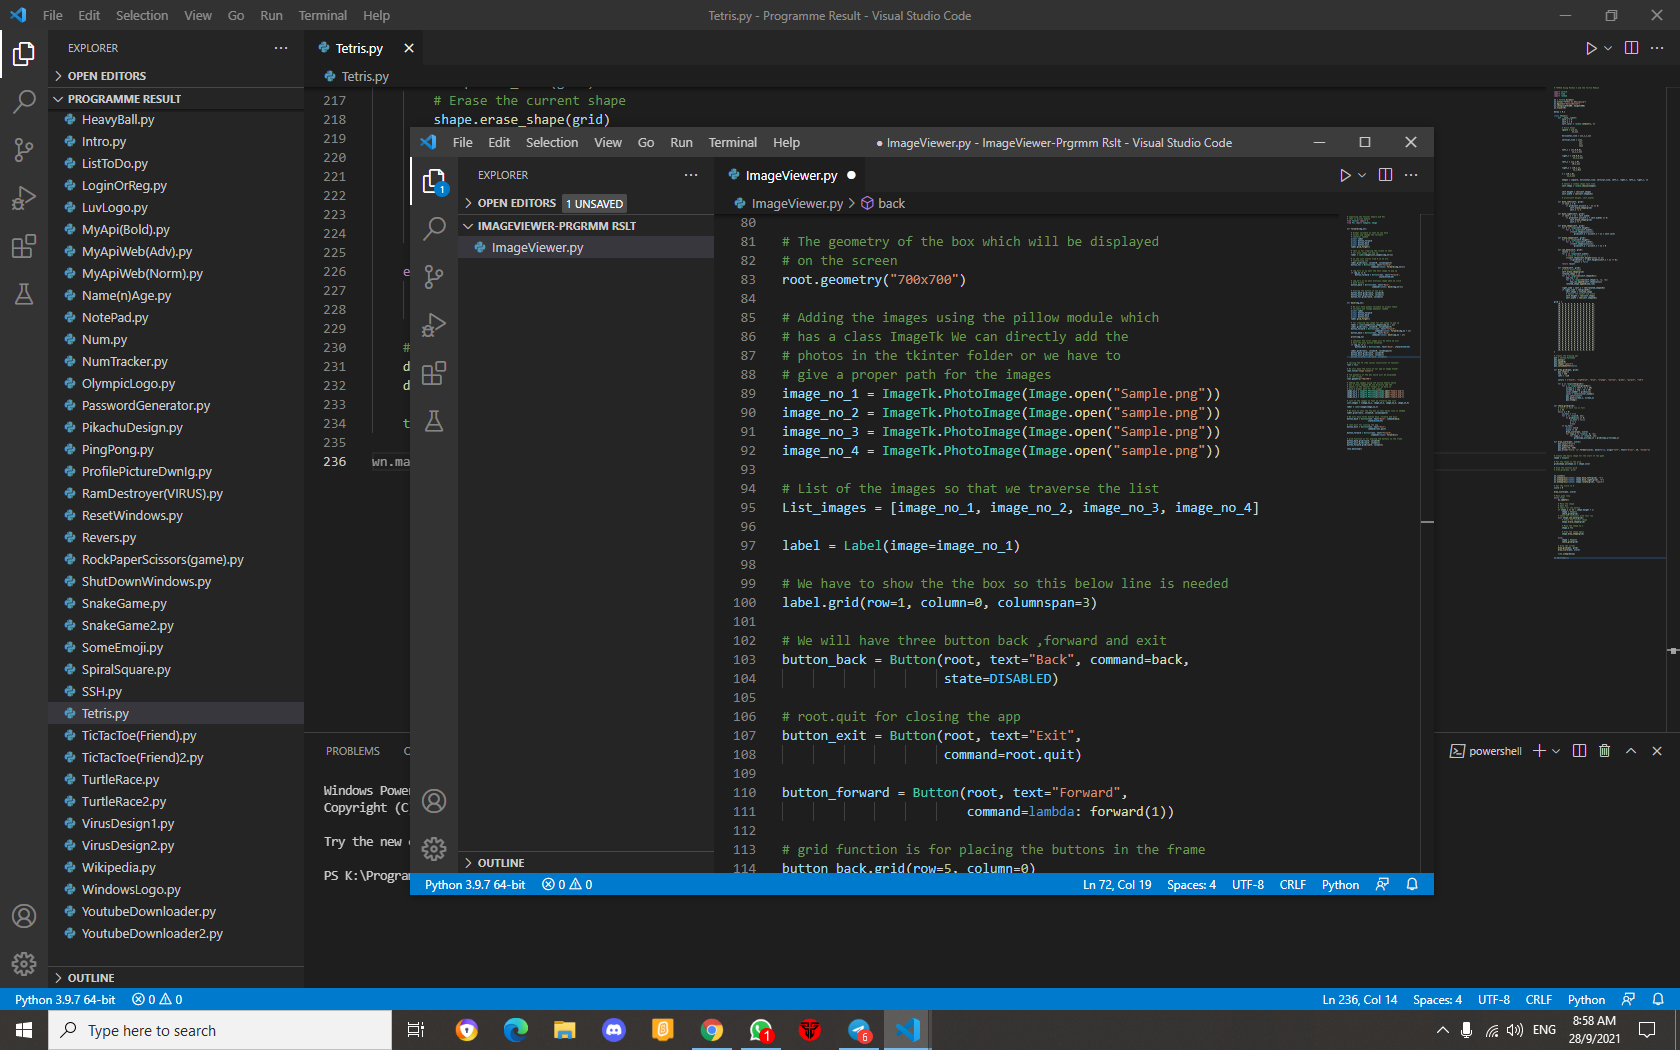 File Edit Selection View Go Run Terminal Help
Tetris.py - Programme Result - Visual Studio Code
EXPLORER
OPEN EDITORS
PROGRAMME RESULT
HeavyBall.py
Intro.py
ListToDo.py
LoginOrReg.py
LuvLogo.py
MyApi(Bold).py
MyApiWeb(Adv).py
MyApiWeb(Norm).py
Name(n)Age.py
NotePad.py
Num.py
NumTracker.py
OlympicLogo.py
PasswordGenerator.py
PikachuDesign.py
PingPong.py
ProfilePictureDwnlg.py
RamDestroyer(VIRUS).py
ResetWindows.py
Revers.py
RockPaperScissors(game).py
ShutDownWindows.py
SnakeGame.py
SnakeGame2.py
SomeEmoji.py
SpiralSquare.py
SSH.py
Tetris.py
TicTacToe(Friend).py
TicTacToe(Friend)2.py
TurtleRace.py
TurtleRace2.py
VirusDesign1.py
VirusDesign2.py
Wikipedia.py
WindowsLogo.py
YoutubeDownloader.py
YoutubeDownloader2.py
OUTLINE
Tetris.py
Tetris.py
217 # Erase the current shape
218 shape.erase_shape(grid)
219
220
221
222
223
224
225
226 e
227
228
229
230 #
231 d
232 d
233
234 t
235
236 wn.ma
PROBLEMS
Windows Power
Copyright (C
Try the new
PS K:\Program
powershell
File Edit Selection View Go Run Terminal Help
● ImageViewer.py - ImageViewer-Prgrmm Rslt - Visual Studio Code
1
EXPLORER
OPEN EDITORS 1 UNSAVED
IMAGEVIEWER-PRGRMM RSLT
ImageViewer.py
OUTLINE
ImageViewer.py
ImageViewer.py > back
80
81 # The geometry of the box which will be displayed
82 # on the screen
83 root.geometry("700x700")
84
85 # Adding the images using the pillow module which
86 # has a class ImageTk We can directly add the
87 # photos in the tkinter folder or we have to
88 # give a proper path for the images
89 image_no_1 = ImageTk.PhotoImage(Image.open("Sample.png"))
90 image_no_2 = ImageTk.PhotoImage(Image.open("sample.png"))
91 image_no_3 = ImageTk.PhotoImage(Image.open("Sample.png"))
92 image_no_4 = ImageTk.PhotoImage(Image.open("sample.png"))
93
94 # List of the images so that we traverse the list
95 List_images = [image_no_1, image_no_2, image_no_3, image_no_4]
96
97 label = Label(image=image_no_1)
98
99 # We have to show the the box so this below line is needed
100 label.grid(row=1, column=0, columnspan=3)
101
102 # We will have three button back ,forward and exit
103 button_back = Button(root, text="Back", command=back,
104 state=DISABLED)
105
106 # root.quit for closing the app
107 button_exit = Button(root, text="Exit",
108 command=root.quit)
109
110 button_forward = Button(root, text="Forward",
111 command=lambda: forward(1))
112
113 # grid function is for placing the buttons in the frame
114 button_back.grid(row=5, column=0)
Python 3.9.7 64-bit 0 0
Ln 72, Col 19 Spaces: 4 UTF-8 CRLF Python
Python 3.9.7 64-bit 0 0
Ln 236, Col 14 Spaces: 4 UTF-8 CRLF Python
Type here to search
1
6
ENG
8:58 AM
28/9/2021